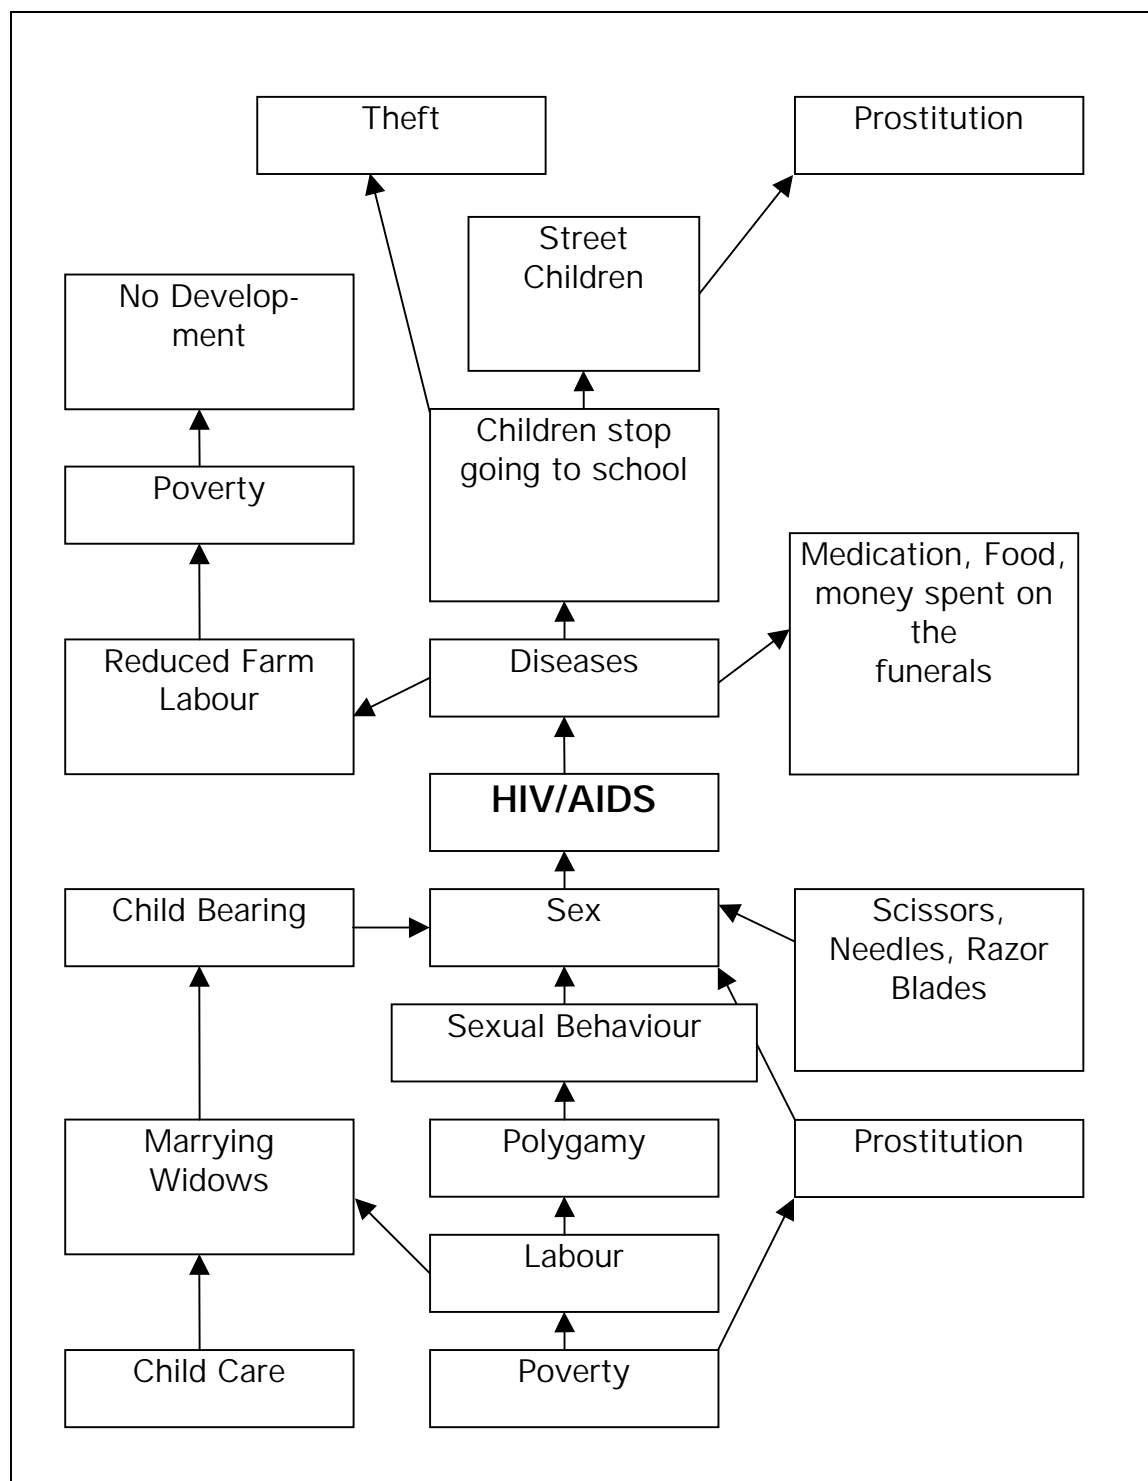 Theft
Prostitution
Street
Children
No Develop-
ment
Children stop
going to school
Poverty
Medication, Food,
money spent on
the
funerals
Reduced Farm
Labour
Diseases
HIV/AIDS
Child Bearing
Sex
Scissors,
Needles, Razor
Blades
Sexual Behaviour
Marrying
Widows
Polygamy
Prostitution
Labour
Child Care
Poverty